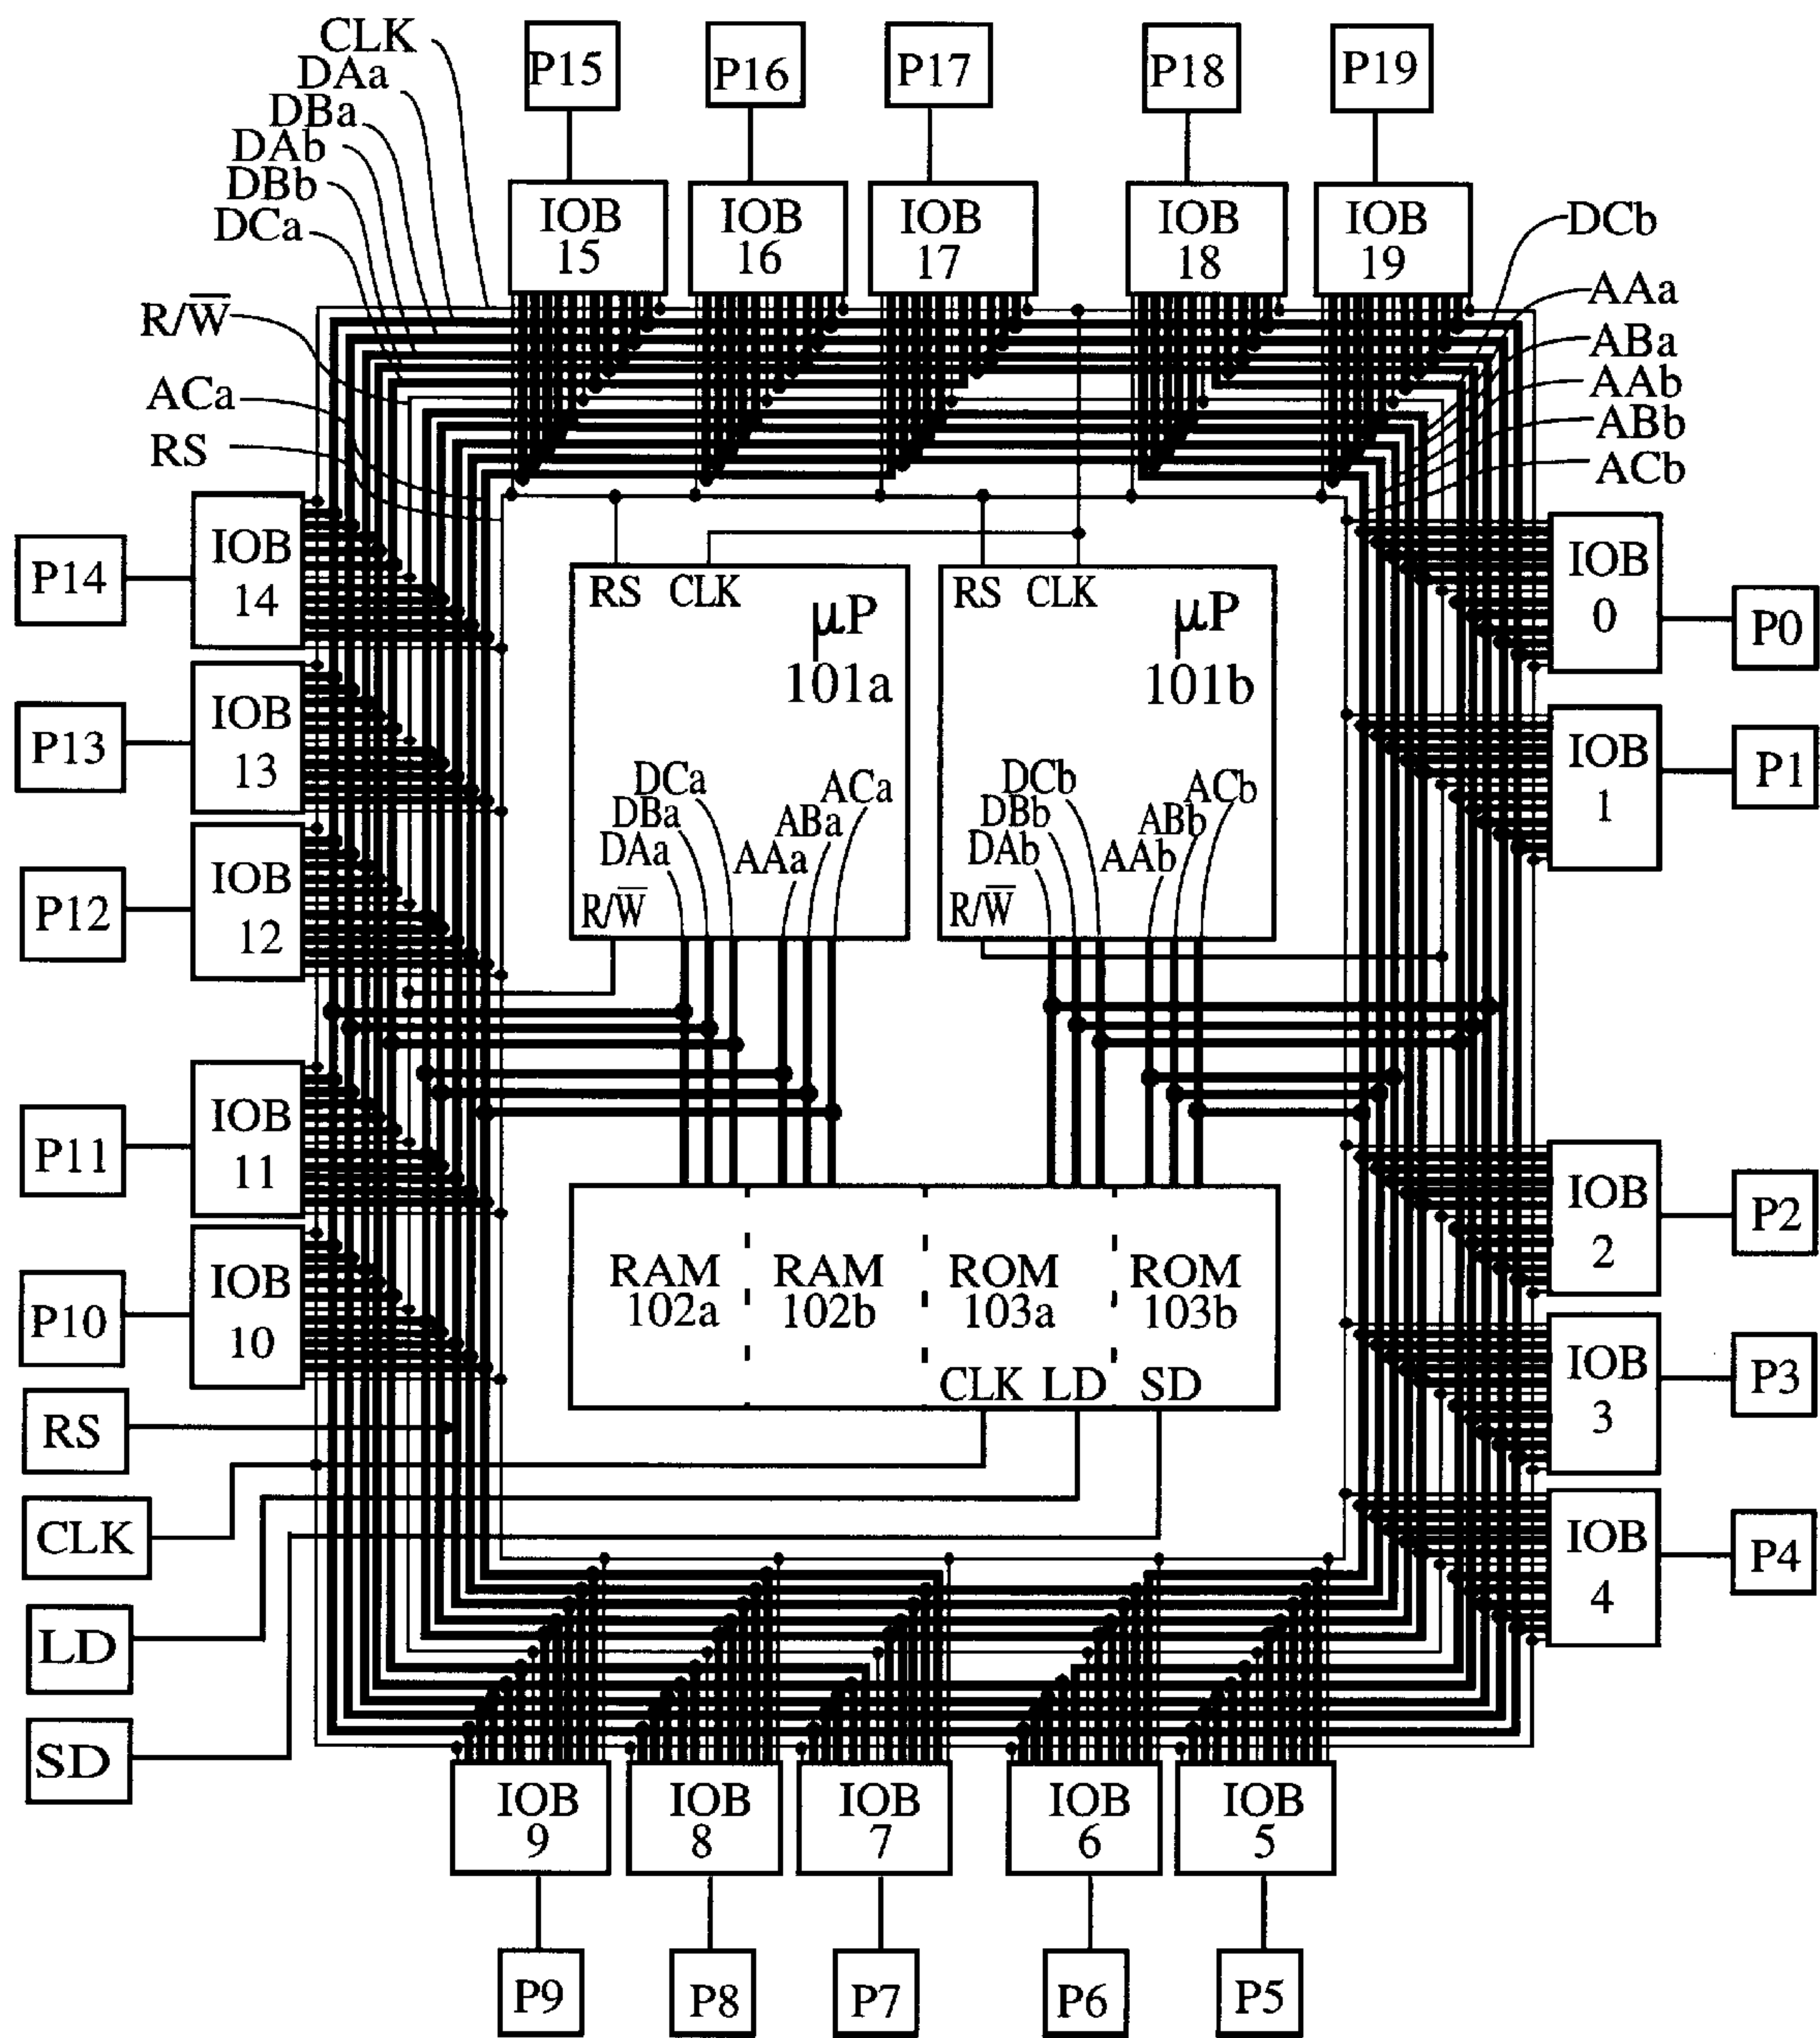 CLK
DAa
DBa
DAb
DBb
DCa
R/W̅
ACa
RS
P15
P16
P17
P18
P19
IOB 15
IOB 16
IOB 17
IOB 18
IOB 19
DCb
AAa
ABa
AAb
ABb
ACb
P14
IOB 14
P13
IOB 13
P12
IOB 12
P11
IOB 11
P10
IOB 10
RS
CLK
LD
SD
RS CLK
μP
101a
DCa
DBa
DAa
ACa
ABa
AAa
R/W̅
RS CLK
μP
101b
DCb
DBb
DAb
ACb
ABb
AAb
R/W̅
RAM 102a
RAM 102b
ROM 103a
ROM 103b
CLK LD SD
IOB 0
P0
IOB 1
P1
IOB 2
P2
IOB 3
P3
IOB 4
P4
IOB 9
IOB 8
IOB 7
IOB 6
IOB 5
P9
P8
P7
P6
P5